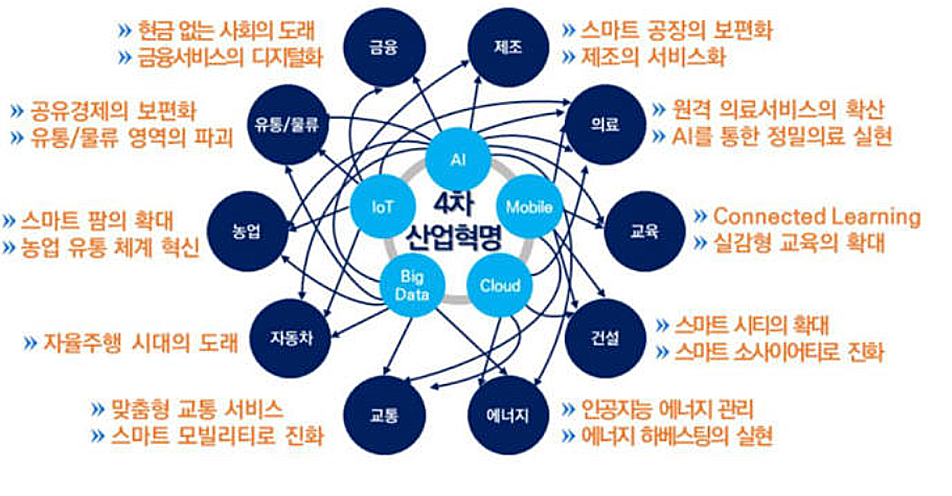 » 현금 없는 사회의 도래
» 금융서비스의 디지털화
금융
제조
» 스마트 공장의 보편화
» 제조의 서비스화
» 공유경제의 보편화
» 유통/물류 영역의 파괴
유통/물류
의료
» 원격 의료서비스의 확산
» AI를 통한 정밀의료 실현
AI
IoT
4차
산업혁명
Mobile
Big
Data
Cloud
» 스마트 팜의 확대
» 농업 유통 체계 혁신
농업
교육
» Connected Learning
» 실감형 교육의 확대
» 자율주행 시대의 도래
자동차
건설
» 스마트 시티의 확대
» 스마트 소사이어티로 진화
» 맞춤형 교통 서비스
» 스마트 모빌리티로 진화
교통
에너지
» 인공지능 에너지 관리
» 에너지 하베스팅의 실현